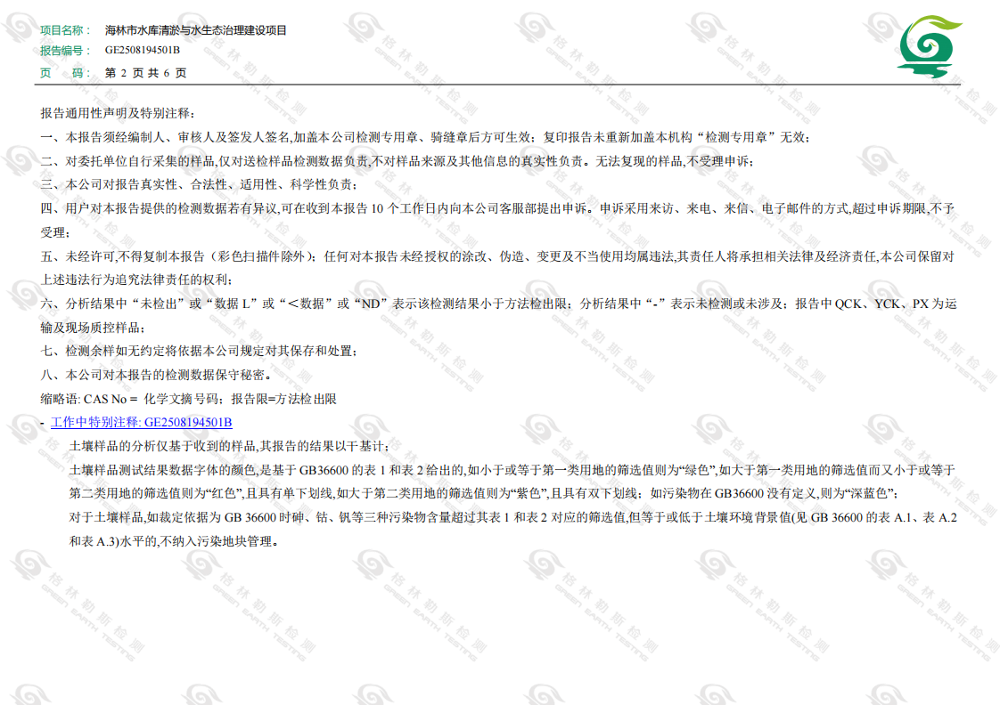 项目名称： 海林市水库清淤与水生态治理建设项目
报告编号： GE2508194501B
页 码： 第 2 页 共 6 页
报告通用性声明及特别注释：
一、本报告须经编制人、审核人及签发人签名,加盖本公司检测专用章、骑缝章后方可生效；复印报告未重新加盖本机构“检测专用章”无效；
二、对委托单位自行采集的样品,仅对送检样品检测数据负责,不对样品来源及其他信息的真实性负责。无法复现的样品,不受理申诉；
三、本公司对报告真实性、合法性、适用性、科学性负责；
四、用户对本报告提供的检测数据若有异议,可在收到本报告 10 个工作日内向本公司客服部提出申诉。申诉采用来访、来电、来信、电子邮件的方式,超过申诉期限,不予
受理；
五、未经许可,不得复制本报告（彩色扫描件除外）；任何对本报告未经授权的涂改、伪造、变更及不当使用均属违法,其责任人将承担相关法律及经济责任,本公司保留对
上述违法行为追究法律责任的权利；
六、分析结果中“未检出”或“数据 L”或“＜数据”或“ND”表示该检测结果小于方法检出限；分析结果中“-”表示未检测或未涉及；报告中 QCK、YCK、PX 为运
输及现场质控样品；
七、检测余样如无约定将依据本公司规定对其保存和处置；
八、本公司对本报告的检测数据保守秘密。
缩略语: CAS No = 化学文摘号码；报告限=方法检出限
- 工作中特别注释: GE2508194501B
土壤样品的分析仅基于收到的样品,其报告的结果以干基计；
土壤样品测试结果数据字体的颜色,是基于 GB36600 的表 1 和表 2 给出的,如小于或等于第一类用地的筛选值则为“绿色”,如大于第一类用地的筛选值而又小于或等于
第二类用地的筛选值则为“红色”,且具有单下划线,如大于第二类用地的筛选值则为“紫色”,且具有双下划线；如污染物在 GB36600 没有定义,则为“深蓝色”；
对于土壤样品,如裁定依据为 GB 36600 时砷、钴、钒等三种污染物含量超过其表 1 和表 2 对应的筛选值,但等于或低于土壤环境背景值(见 GB 36600 的表 A.1、表 A.2
和表 A.3)水平的,不纳入污染地块管理。
格林勒斯检测
GREEN EARTH TESTING